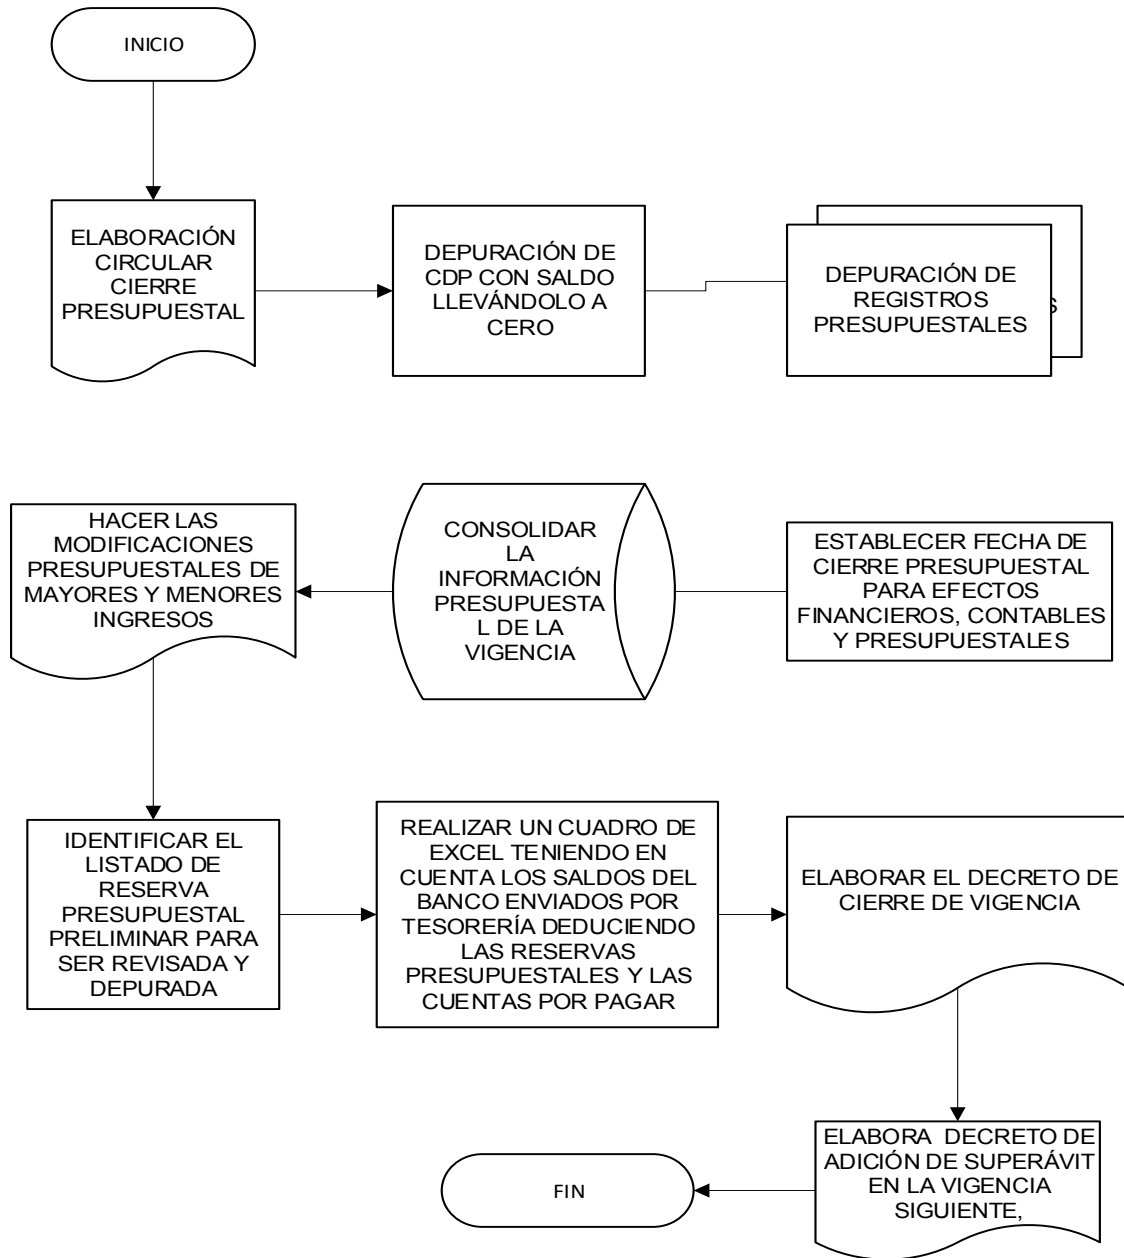 INICIO
ELABORACIÓN
CIRCULAR
CIERRE
PRESUPUESTAL
DEPURACIÓN DE
CDP CON SALDO
LLEVÁNDOLO A
CERO
DEPURACIÓN DE
REGISTROS
PRESUPUESTALES
S
HACER LAS
MODIFICACIONES
PRESUPUESTALES DE
MAYORES Y MENORES
INGRESOS
CONSOLIDAR
LA
INFORMACIÓN
PRESUPUESTA
L DE LA
VIGENCIA
ESTABLECER FECHA DE
CIERRE PRESUPUESTAL
PARA EFECTOS
FINANCIEROS, CONTABLES
Y PRESUPUESTALES
IDENTIFICAR EL
LISTADO DE
RESERVA
PRESUPUESTAL
PRELIMINAR PARA
SER REVISADA Y
DEPURADA
REALIZAR UN CUADRO DE
EXCEL TENIENDO EN
CUENTA LOS SALDOS DEL
BANCO ENVIADOS POR
TESORERÍA DEDUCIENDO
LAS RESERVAS
PRESUPUESTALES Y LAS
CUENTAS POR PAGAR
ELABORAR EL DECRETO DE
CIERRE DE VIGENCIA
ELABORA DECRETO DE
ADICIÓN DE SUPERÁVIT
EN LA VIGENCIA
SIGUIENTE,
FIN